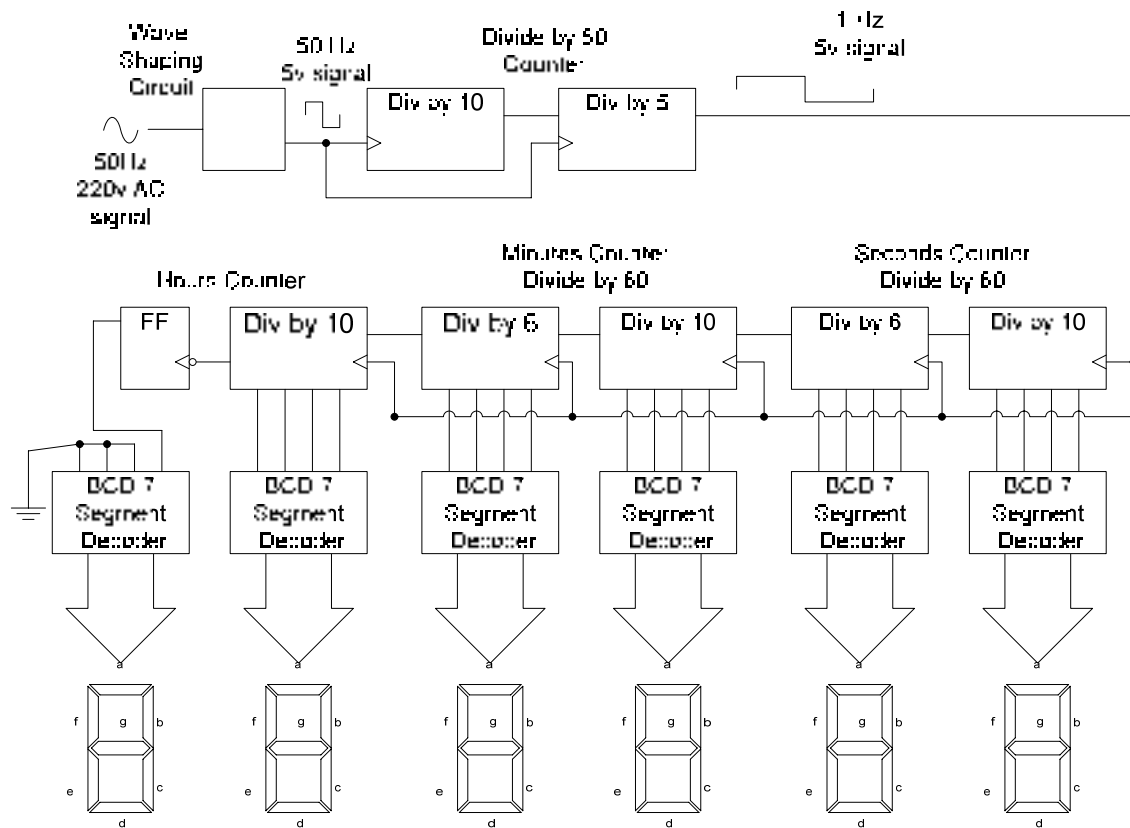 Wave
Shaping
Circuit
50 Hz
5v signal
Divide by 50
Counter
1 Hz
5v signal
Div by 10
Div by 5
50Hz
220v AC
signal
Hours Counter
Minutes Counter
Divide by 60
Seconds Counter
Divide by 60
FF
Div by 10
Div by 6
Div by 10
Div by 6
Div by 10
BCD 7
Segment
Decoder
BCD 7
Segment
Decoder
BCD 7
Segment
Decoder
BCD 7
Segment
Decoder
BCD 7
Segment
Decoder
BCD 7
Segment
Decoder
a a a a a a
f g b f g b f g b f g b f g b f g b
e c e c e c e c e c e c
d d d d d d